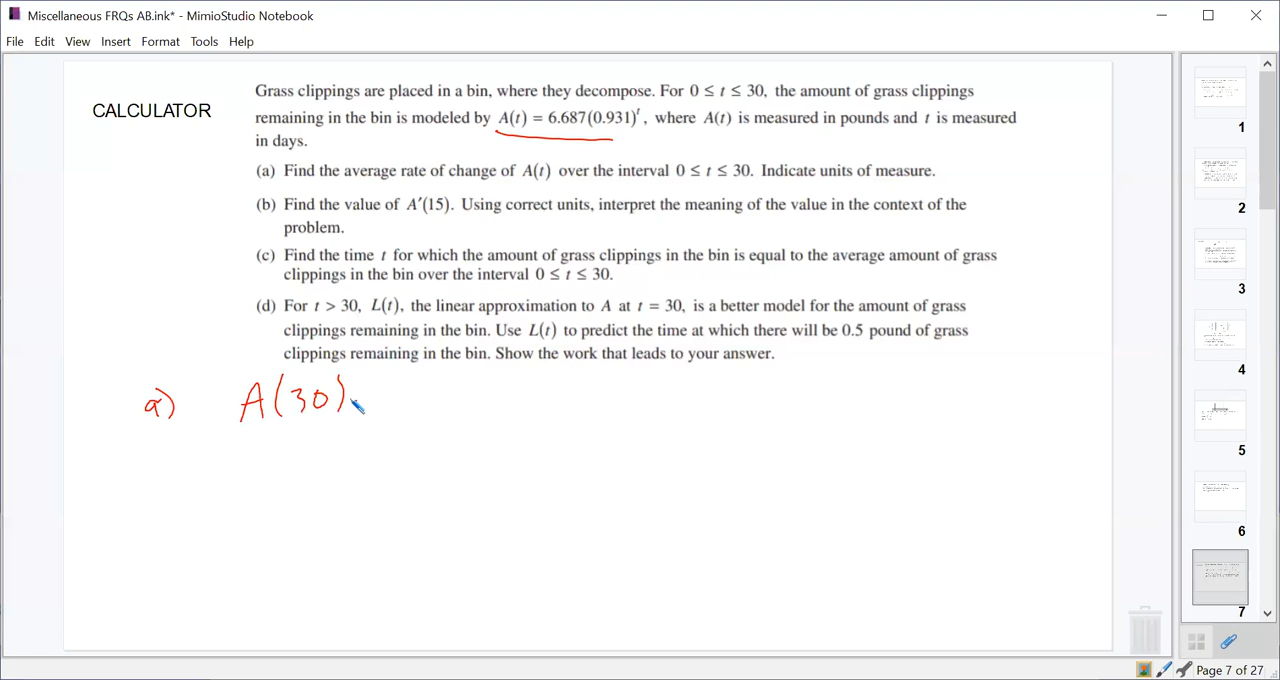 Miscellaneous FRQs AB.ink* - MimioStudio Notebook
File Edit View Insert Format Tools Help
CALCULATOR
Grass clippings are placed in a bin, where they decompose. For 0 ≤ t ≤ 30, the amount of grass clippings
remaining in the bin is modeled by A(t) = 6.687(0.931)^t, where A(t) is measured in pounds and t is measured
in days.
(a) Find the average rate of change of A(t) over the interval 0 ≤ t ≤ 30. Indicate units of measure.
(b) Find the value of A′(15). Using correct units, interpret the meaning of the value in the context of the
problem.
(c) Find the time t for which the amount of grass clippings in the bin is equal to the average amount of grass
clippings in the bin over the interval 0 ≤ t ≤ 30.
(d) For t > 30, L(t), the linear approximation to A at t = 30, is a better model for the amount of grass
clippings remaining in the bin. Use L(t) to predict the time at which there will be 0.5 pound of grass
clippings remaining in the bin. Show the work that leads to your answer.
a) A(30)
1
2
3
4
5
6
7
Page 7 of 27